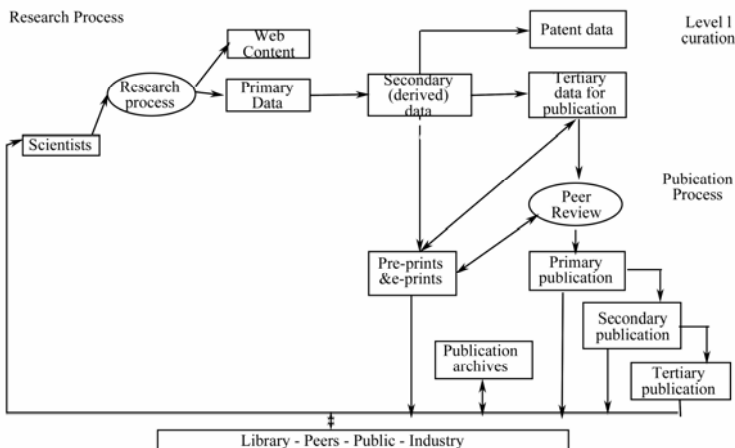 Research Process
Level l
curation
Web
Content
Patent data
Research
process
Primary
Data
Secondary
(derived)
data
Tertiary
data for
publication
Scientists
Pubication
Process
Peer
Review
Pre-prints
&e-prints
Primary
publication
Secondary
publication
Publication
archives
Tertiary
publication
Library - Peers - Public - Industry